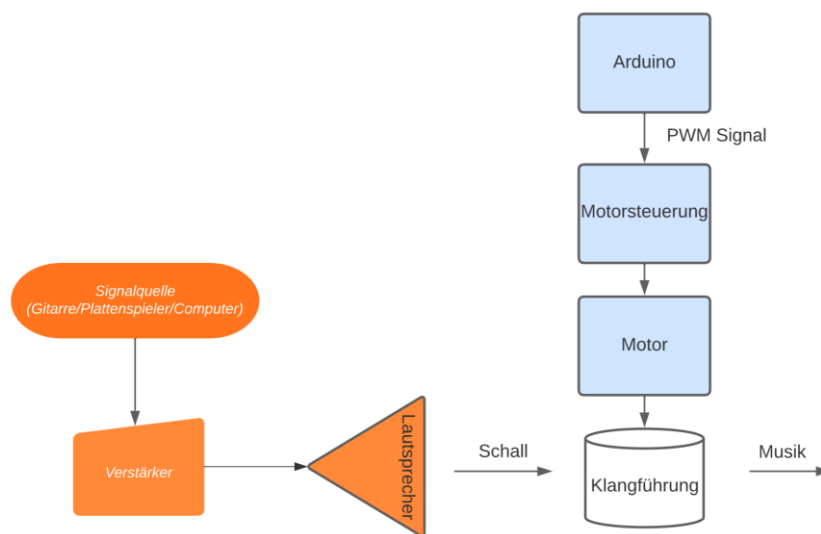 Arduino
PWM Signal
Motorsteuerung
Signalquelle
(Gitarre/Plattenspieler/Computer)
Motor
Verstärker
Lautsprecher
Schall
Klangführung
Musik